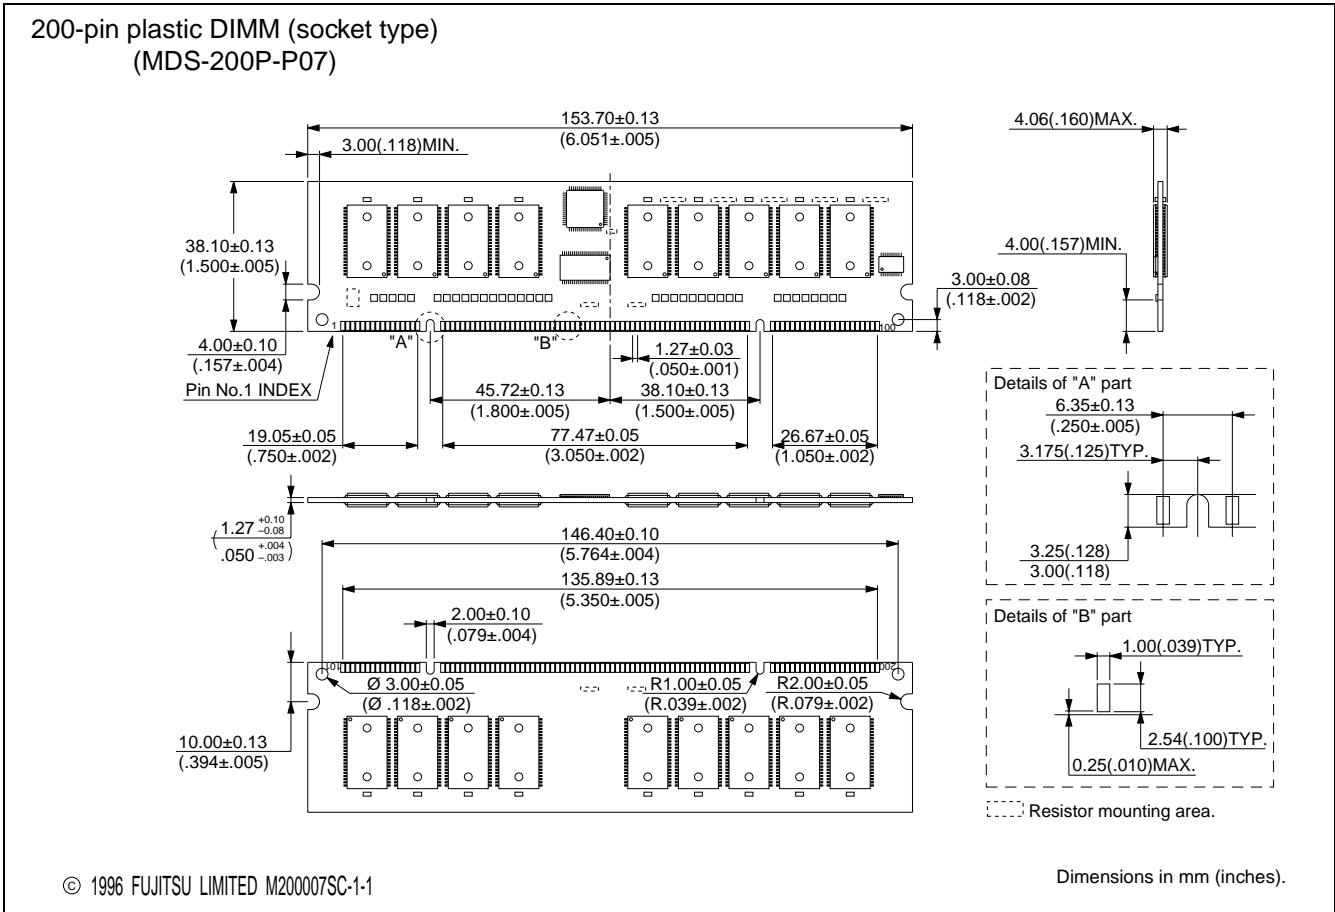 200-pin plastic DIMM (socket type)
(MDS-200P-P07)
153.70±0.13
(6.051±.005)
3.00(.118)MIN.
4.06(.160)MAX.
38.10±0.13
(1.500±.005)
4.00(.157)MIN.
3.00±0.08
(.118±.002)
1
100
"A"
"B"
4.00±0.10
(.157±.004)
1.27±0.03
(.050±.001)
Pin No.1 INDEX
45.72±0.13
(1.800±.005)
38.10±0.13
(1.500±.005)
19.05±0.05
(.750±.002)
77.47±0.05
(3.050±.002)
26.67±0.05
(1.050±.002)
Details of "A" part
6.35±0.13
(.250±.005)
3.175(.125)TYP.
3.25(.128)
3.00(.118)
(1.27 +0.10 –0.08
.050 +.004 –.003)
146.40±0.10
(5.764±.004)
135.89±0.13
(5.350±.005)
2.00±0.10
(.079±.004)
101
200
Ø 3.00±0.05
(Ø .118±.002)
R1.00±0.05
(R.039±.002)
R2.00±0.05
(R.079±.002)
10.00±0.13
(.394±.005)
Details of "B" part
1.00(.039)TYP.
2.54(.100)TYP.
0.25(.010)MAX.
Resistor mounting area.
© 1996 FUJITSU LIMITED M200007SC-1-1
Dimensions in mm (inches).